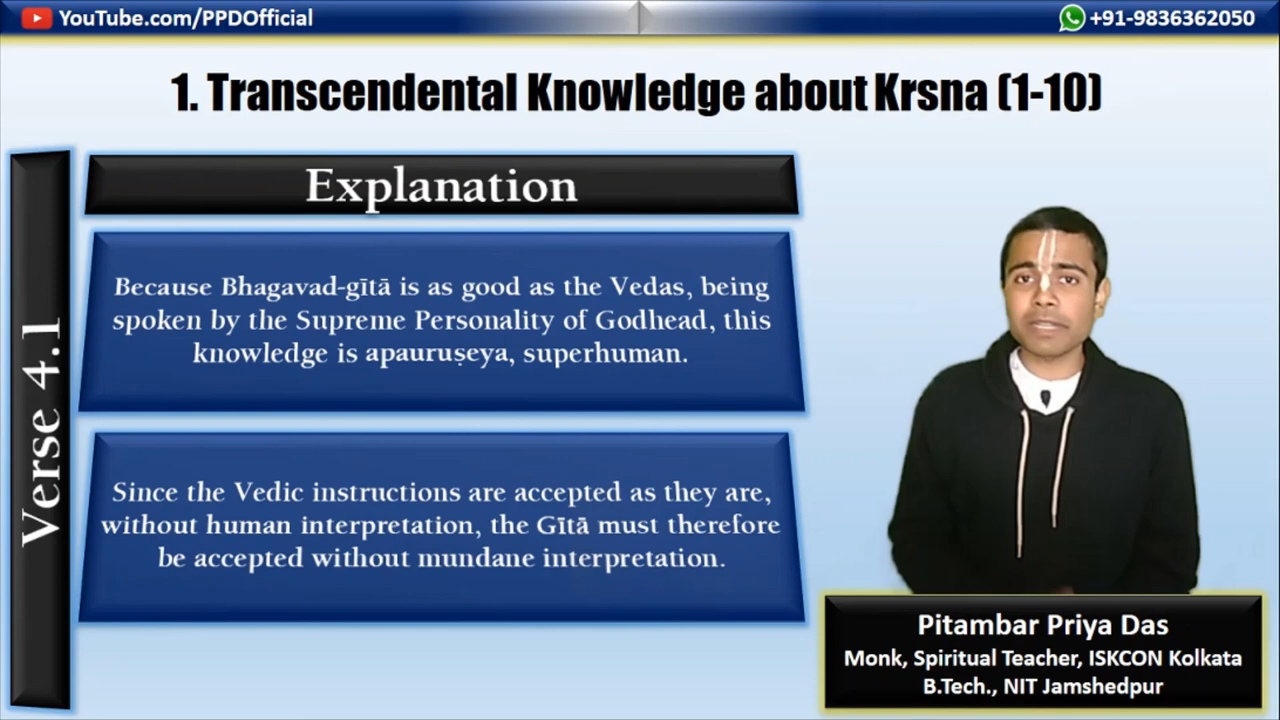 YouTube.com/PPDOfficial
+91-9836362050
1. Transcendental Knowledge about Krsna (1-10)
Verse 4.1
Explanation
Because Bhagavad-gītā is as good as the Vedas, being
spoken by the Supreme Personality of Godhead, this
knowledge is apauruṣeya, superhuman.
Since the Vedic instructions are accepted as they are,
without human interpretation, the Gītā must therefore
be accepted without mundane interpretation.
Pitambar Priya Das
Monk, Spiritual Teacher, ISKCON Kolkata
B.Tech., NIT Jamshedpur